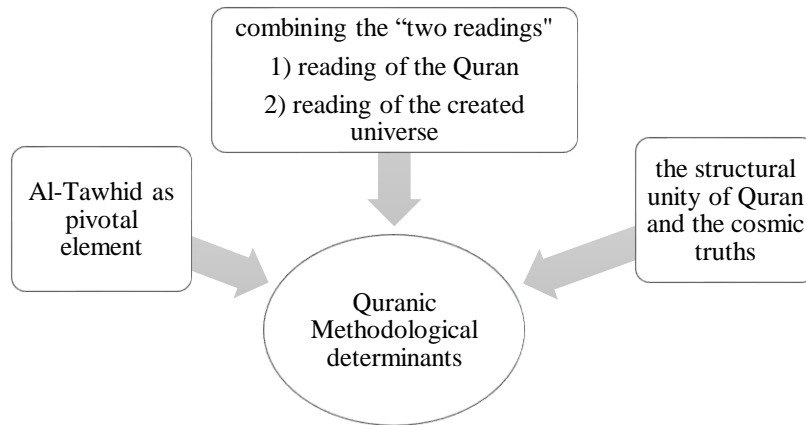 combining the “two readings"
1) reading of the Quran
2) reading of the created
universe
Al-Tawhid as
pivotal
element
the structural
unity of Quran
and the cosmic
truths
Quranic
Methodological
determinants